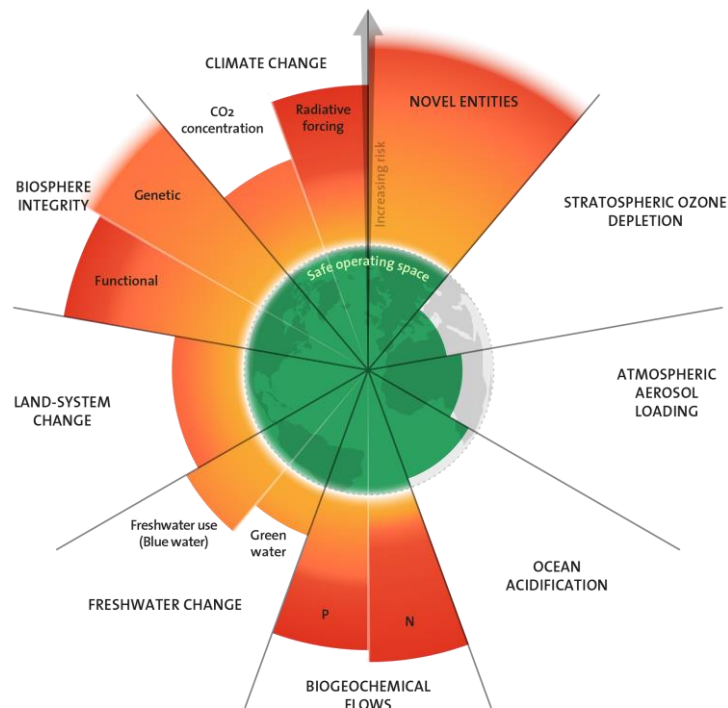 CLIMATE CHANGE
CO2
concentration
Radiative
forcing
NOVEL ENTITIES
Increasing risk
BIOSPHERE
INTEGRITY
Genetic
Functional
STRATOSPHERIC OZONE
DEPLETION
Safe operating space
LAND-SYSTEM
CHANGE
ATMOSPHERIC
AEROSOL
LOADING
Freshwater use
(Blue water)
Green
water
FRESHWATER CHANGE
OCEAN
ACIDIFICATION
P
N
BIOGEOCHEMICAL
FLOWS